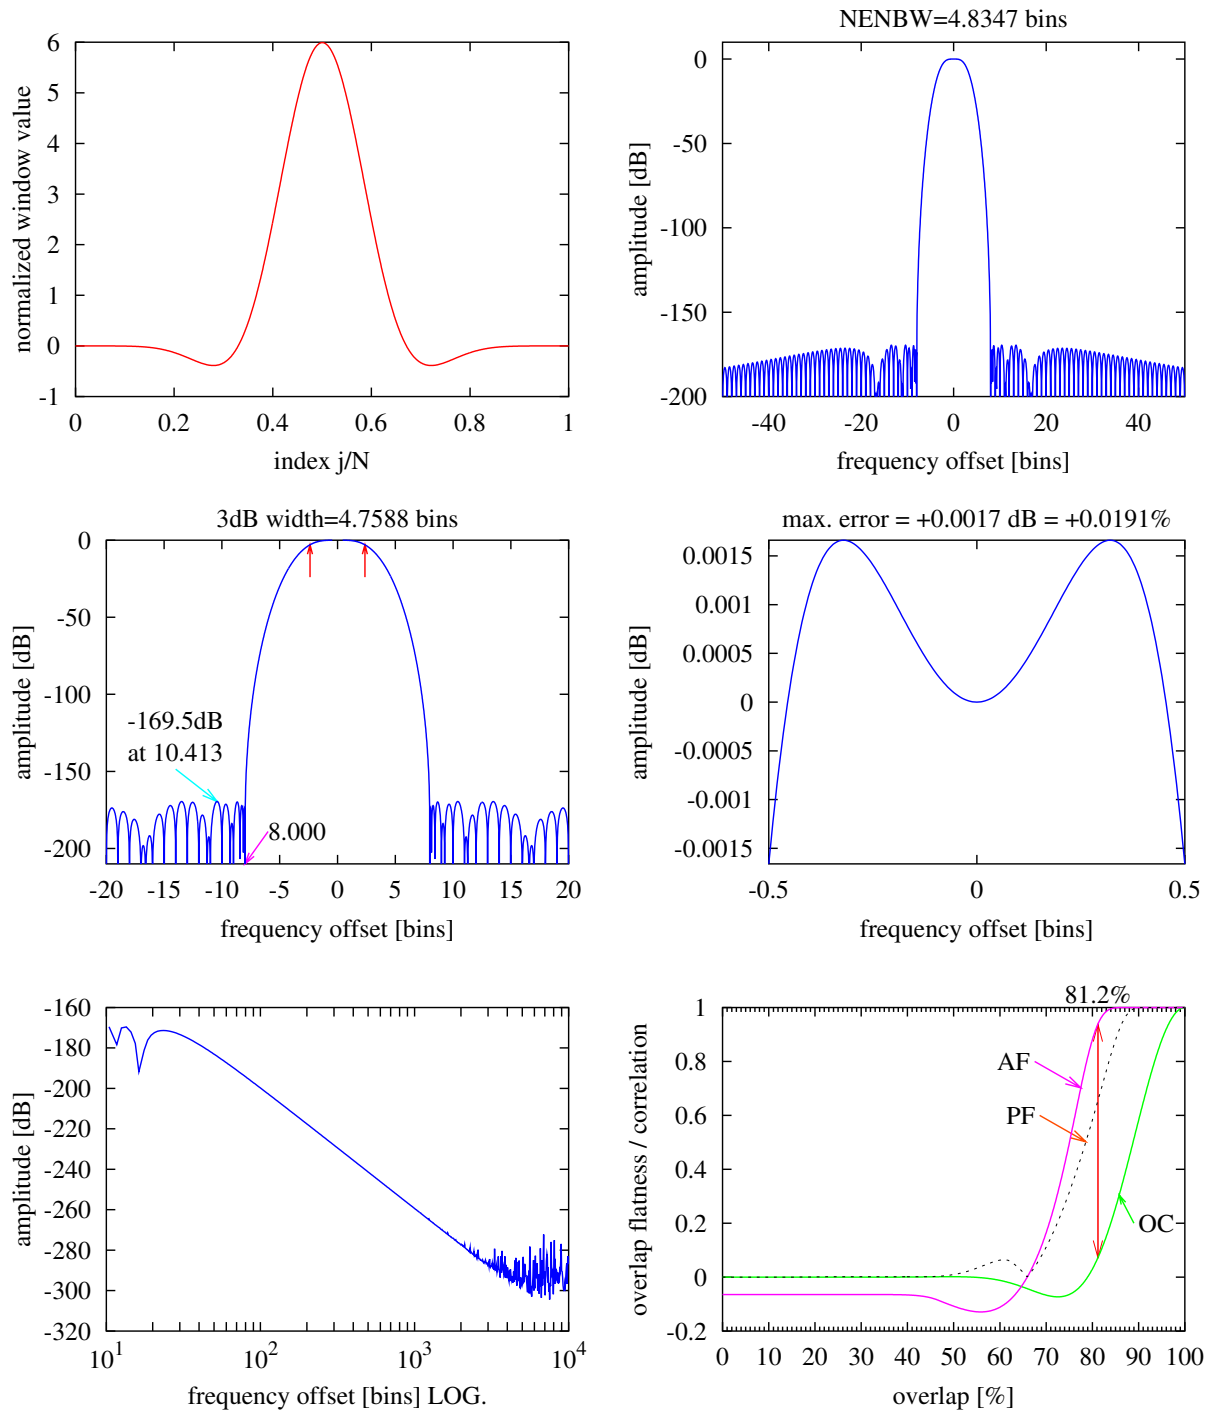 normalized window value
6
5
4
3
2
1
0
-1
0 0.2 0.4 0.6 0.8 1
index j/N
NENBW=4.8347 bins
amplitude [dB]
0
-50
-100
-150
-200
-40 -20 0 20 40
frequency offset [bins]
3dB width=4.7588 bins
amplitude [dB]
0
-50
-100
-150
-200
-169.5dB
at 10.413
8.000
-20 -15 -10 -5 0 5 10 15 20
frequency offset [bins]
max. error = +0.0017 dB = +0.0191%
amplitude [dB]
0.0015
0.001
0.0005
0
-0.0005
-0.001
-0.0015
-0.5 0 0.5
frequency offset [bins]
amplitude [dB]
-160
-180
-200
-220
-240
-260
-280
-300
-320
10^1 10^2 10^3 10^4
frequency offset [bins] LOG.
81.2%
overlap flatness / correlation
1
0.8
0.6
0.4
0.2
0
-0.2
AF
PF
OC
0 10 20 30 40 50 60 70 80 90 100
overlap [%]